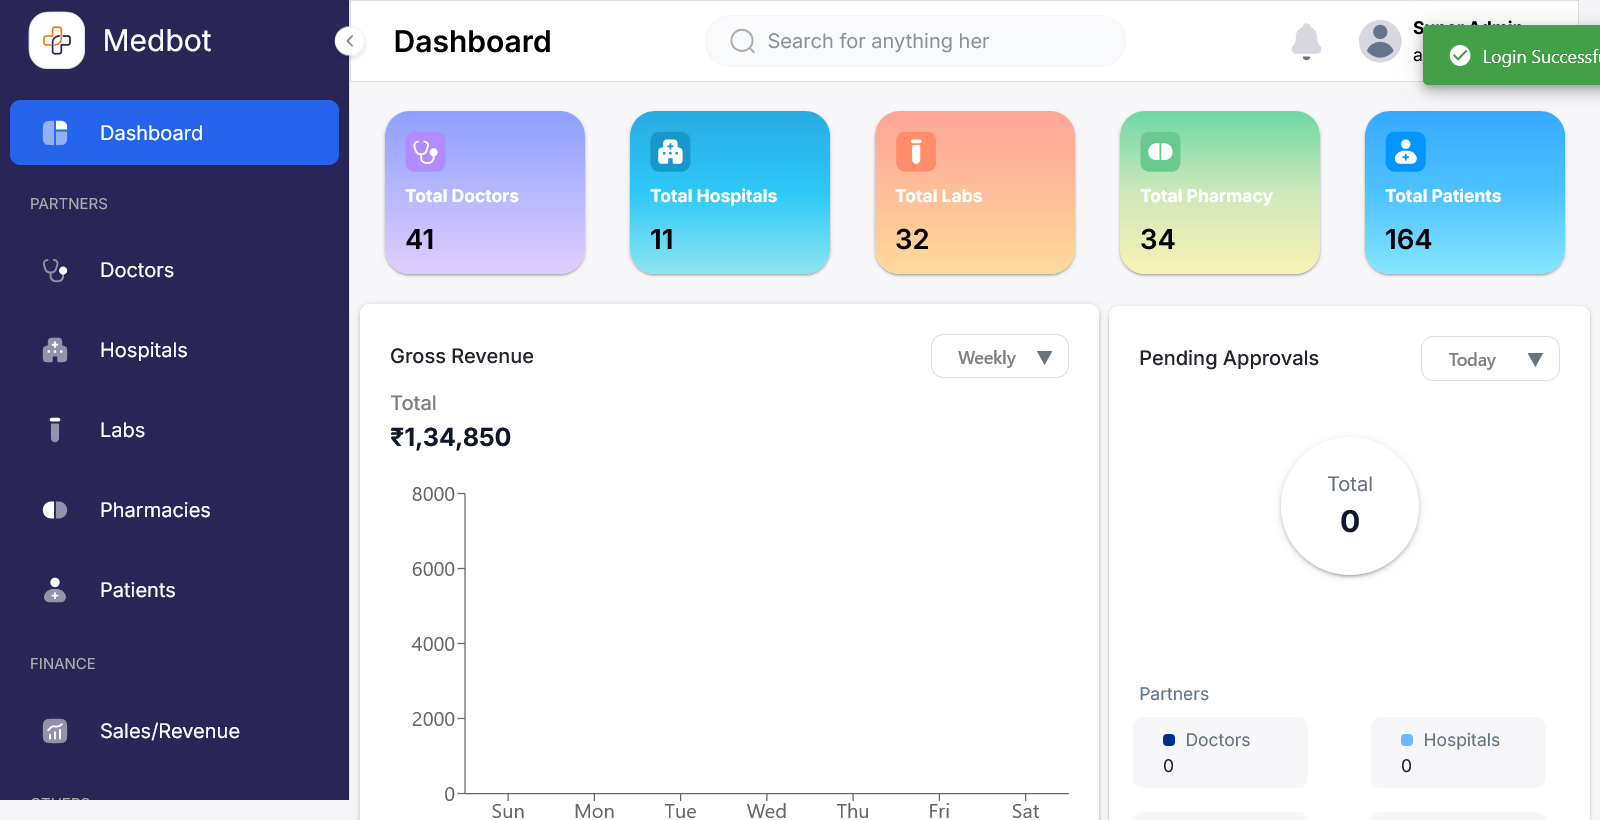 Medbot
Dashboard
Search for anything her
Login Successf
Dashboard
PARTNERS
Doctors
Hospitals
Labs
Pharmacies
Patients
FINANCE
Sales/Revenue
OTHERS
Total Doctors
41
Total Hospitals
11
Total Labs
32
Total Pharmacy
34
Total Patients
164
Gross Revenue
Weekly
Total
₹1,34,850
8000
6000
4000
2000
0
Sun Mon Tue Wed Thu Fri Sat
Pending Approvals
Today
Total
0
Partners
Doctors
0
Hospitals
0